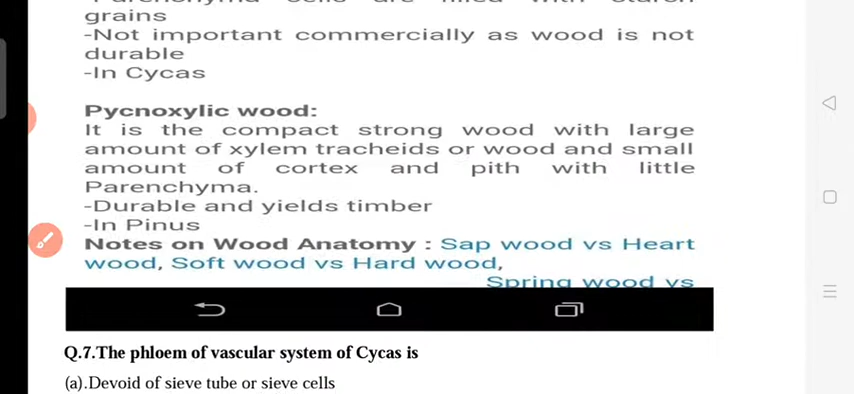 grains
-Not important commercially as wood is not
durable
-In Cycas
Pycnoxylic wood:
It is the compact strong wood with large
amount of xylem tracheids or wood and small
amount of cortex and pith with little
Parenchyma.
-Durable and yields timber
-In Pinus
Notes on Wood Anatomy : Sap wood vs Heart
wood, Soft wood vs Hard wood,
Spring wood vs
Q.7.The phloem of vascular system of Cycas is
(a).Devoid of sieve tube or sieve cells